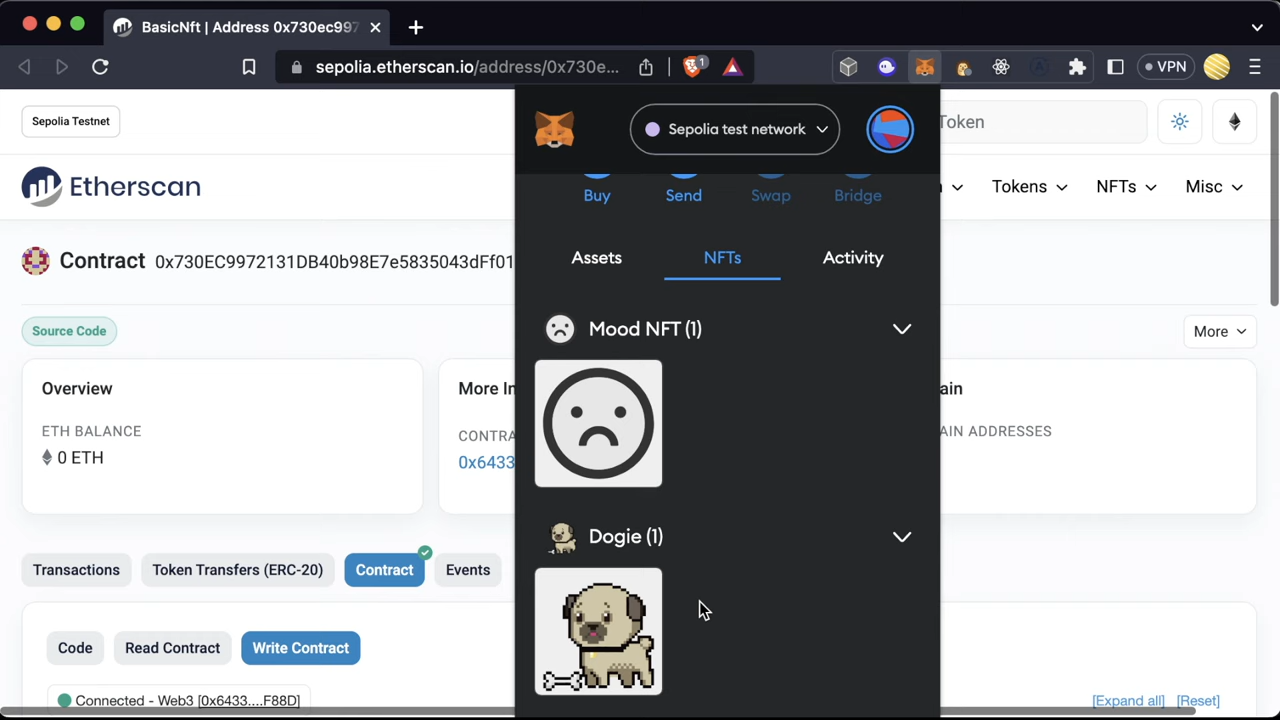 BasicNft | Address 0x730ec997
sepolia.etherscan.io/address/0x730e...
1
VPN
Sepolia Testnet
Sepolia test network
Token
Etherscan
Tokens
NFTs
Misc
Buy
Send
Swap
Bridge
Contract 0x730EC9972131DB40b98E7e5835043dFf01
Assets
NFTs
Activity
Source Code
More
Mood NFT (1)
Overview
ETH BALANCE
0 ETH
More In
CONTRA
0x6433
ain
AIN ADDRESSES
Dogie (1)
Transactions
Token Transfers (ERC-20)
Contract
Events
Code
Read Contract
Write Contract
Connected - Web3 [0x6433....F88D]
[Expand all]
[Reset]